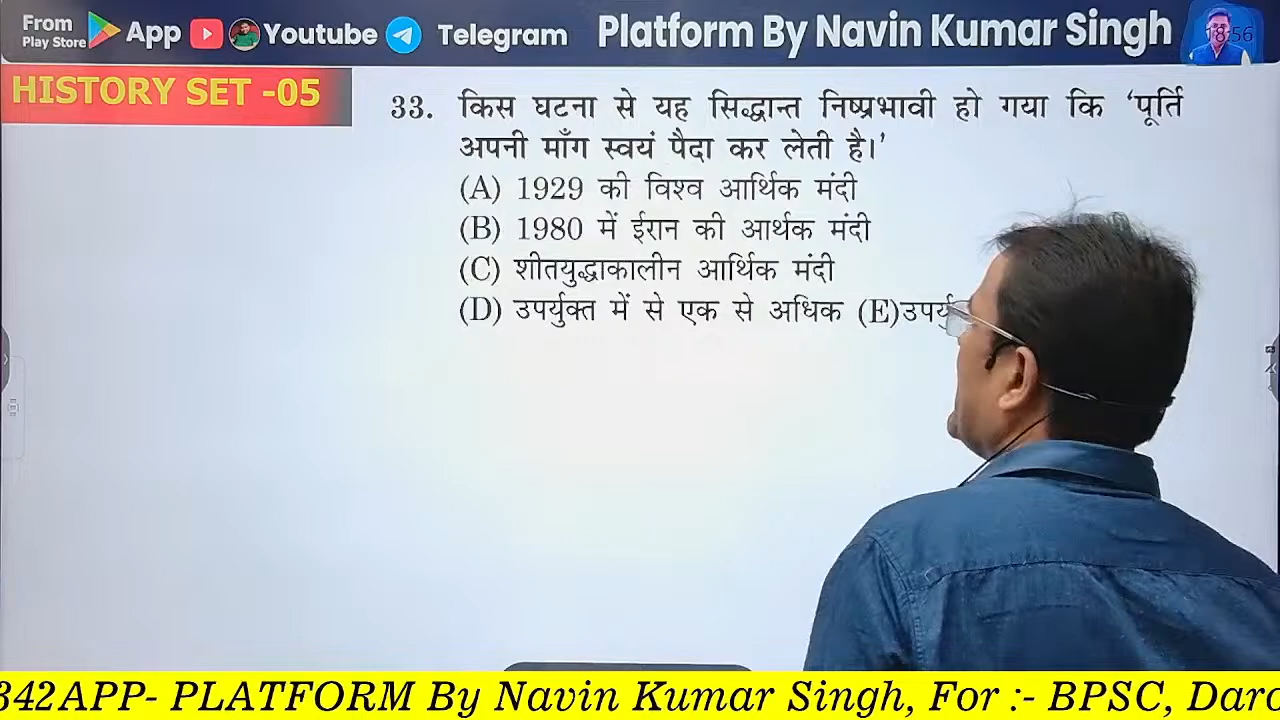 From
Play Store
App
Youtube
Telegram
Platform By Navin Kumar Singh
18:56
HISTORY SET -05
33. किस घटना से यह सिद्धान्त निष्प्रभावी हो गया कि ‘पूर्ति
अपनी माँग स्वयं पैदा कर लेती है।’
(A) 1929 की विश्व आर्थिक मंदी
(B) 1980 में ईरान की आर्थक मंदी
(C) शीतयुद्धाकालीन आर्थिक मंदी
(D) उपर्युक्त में से एक से अधिक (E)
342APP- PLATFORM By Navin Kumar Singh, For :- BPSC,